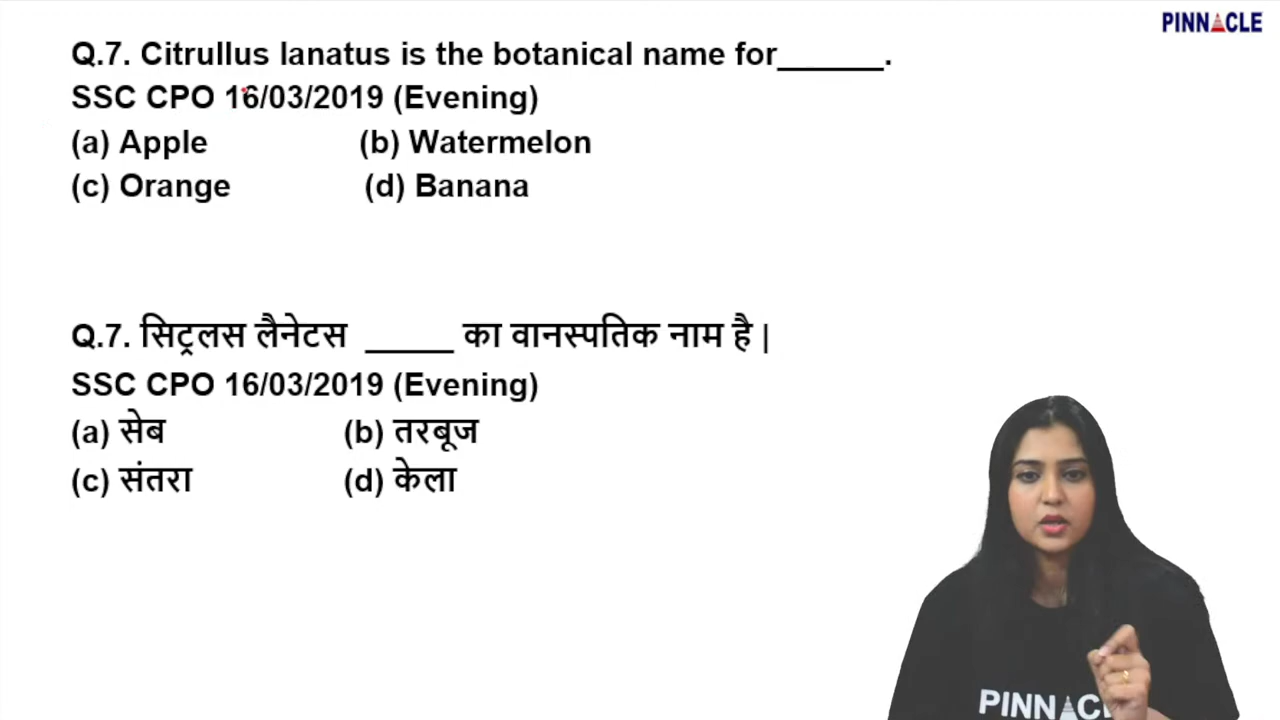 PINNACLE
Q.7. Citrullus lanatus is the botanical name for______.
SSC CPO 16/03/2019 (Evening)
(a) Apple (b) Watermelon
(c) Orange (d) Banana
Q.7. सिट्रलस लैनेटस _____ का वानस्पतिक नाम है |
SSC CPO 16/03/2019 (Evening)
(a) सेब (b) तरबूज
(c) संतरा (d) केला